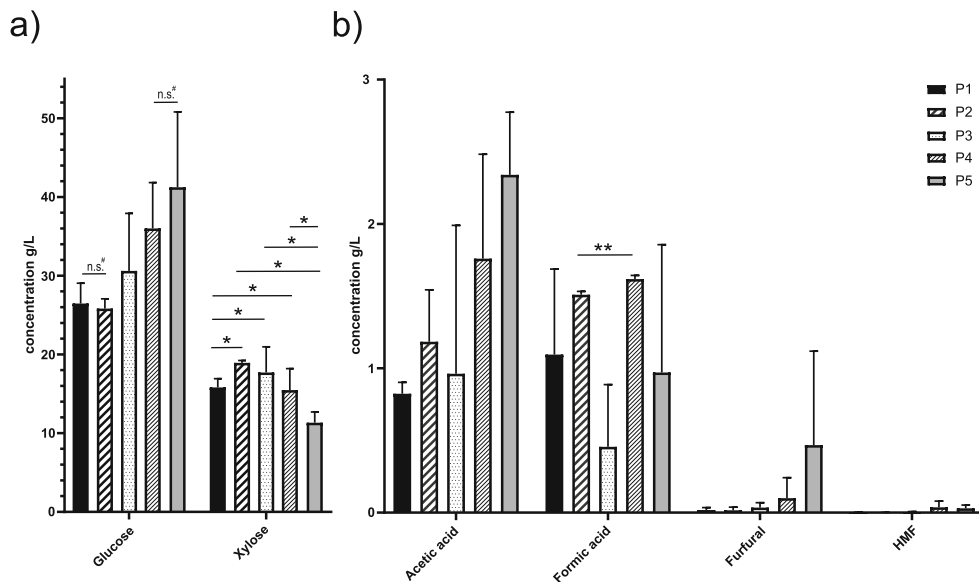 a)
concentration g/L
50
40
30
20
10
0
n.s.#
n.s.#
*
*
*
*
*
*
Glucose
Xylose
b)
concentration g/L
3
2
1
0
**
Acetic acid
Formic acid
Furfural
HMF
P1
P2
P3
P4
P5